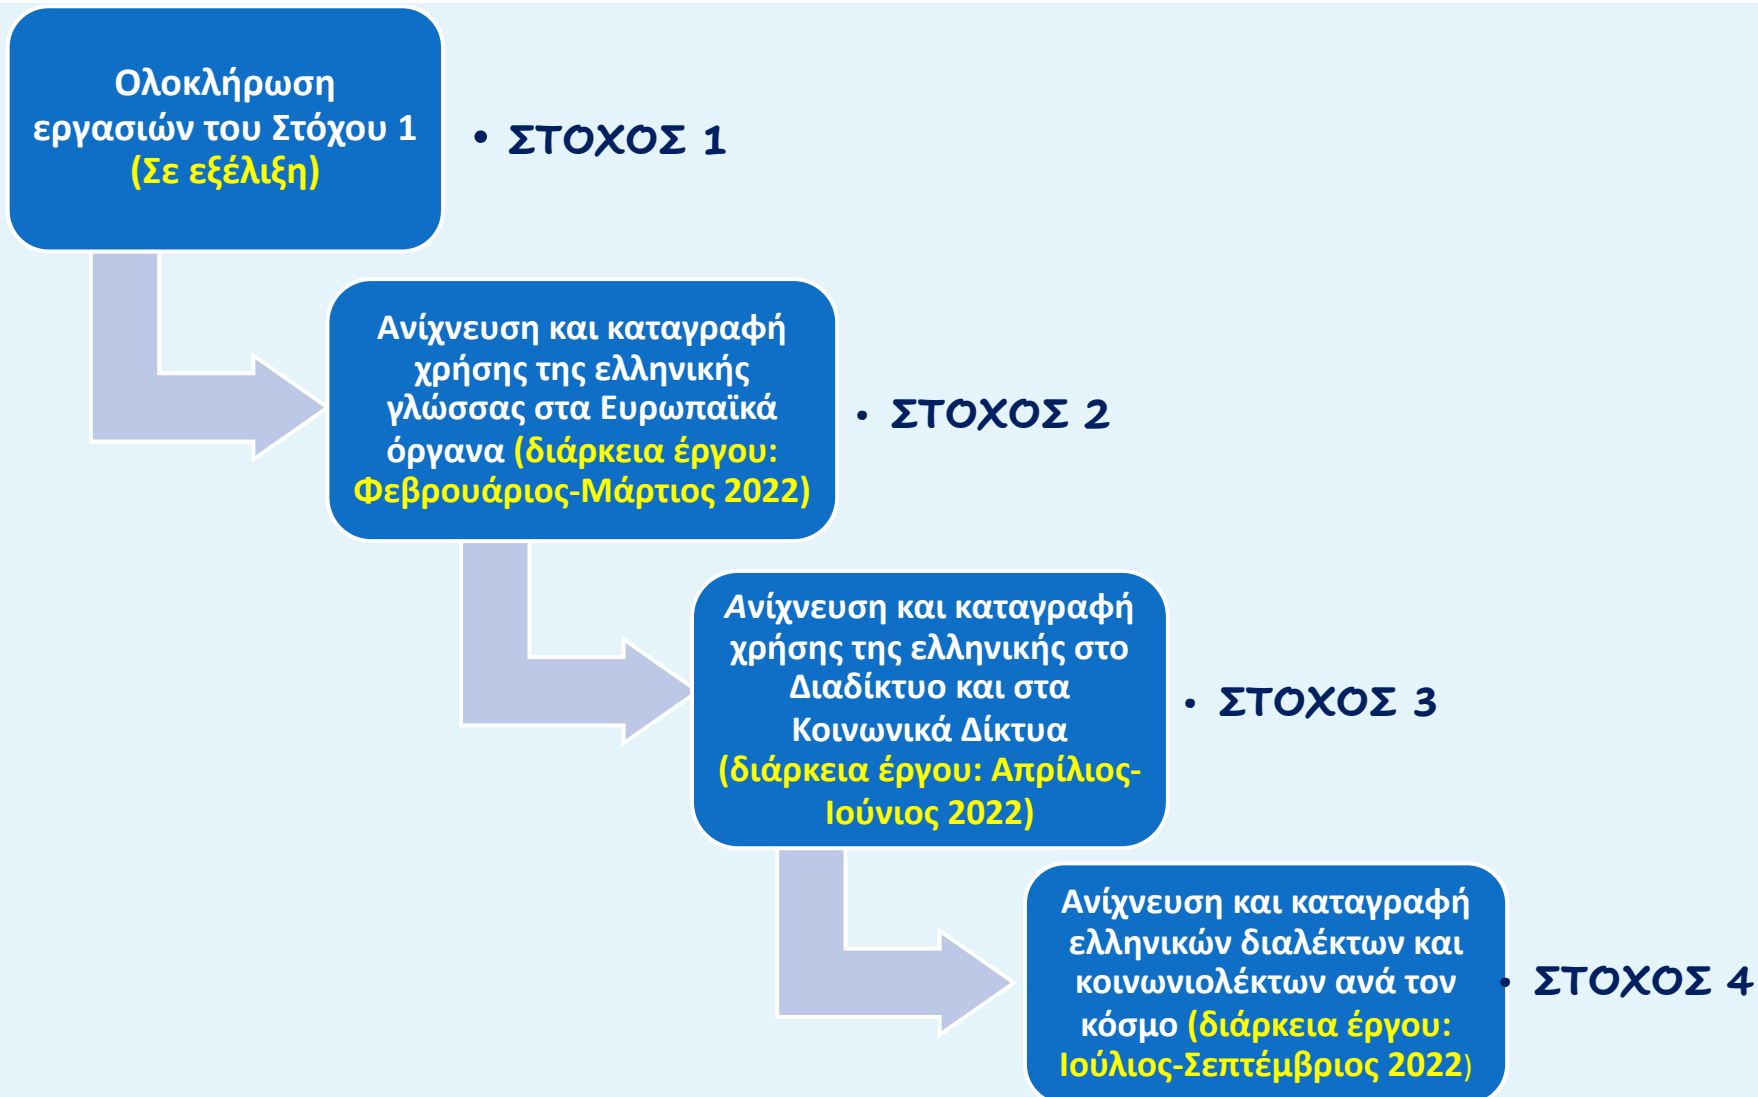 Ολοκλήρωση
εργασιών του Στόχου 1
(Σε εξέλιξη)
• ΣΤΟΧΟΣ 1
Ανίχνευση και καταγραφή
χρήσης της ελληνικής
γλώσσας στα Ευρωπαϊκά
όργανα (διάρκεια έργου:
Φεβρουάριος-Μάρτιος 2022)
• ΣΤΟΧΟΣ 2
Ανίχνευση και καταγραφή
χρήσης της ελληνικής στο
Διαδίκτυο και στα
Κοινωνικά Δίκτυα
(διάρκεια έργου: Απρίλιος-
Ιούνιος 2022)
• ΣΤΟΧΟΣ 3
Ανίχνευση και καταγραφή
ελληνικών διαλέκτων και
κοινωνιολέκτων ανά τον
κόσμο (διάρκεια έργου:
Ιούλιος-Σεπτέμβριος 2022)
• ΣΤΟΧΟΣ 4